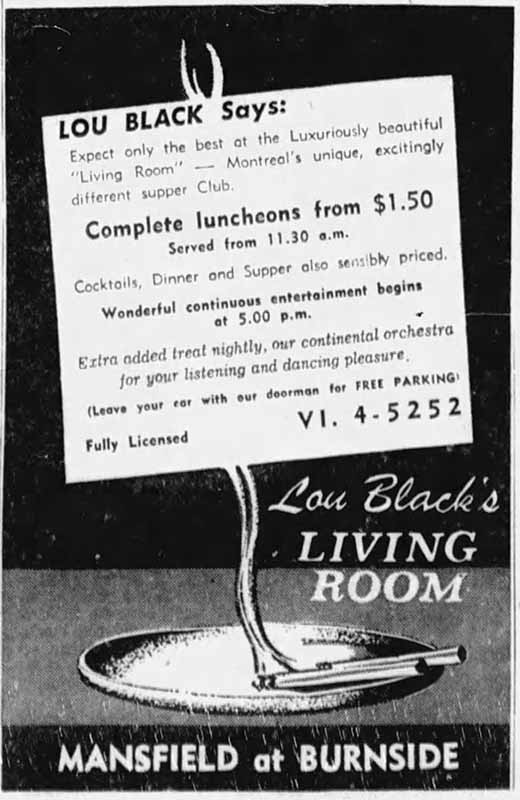 LOU BLACK Says:
Expect only the best at the Luxuriously beautiful
"Living Room" — Montreal's unique, excitingly
different supper Club.
Complete luncheons from $1.50
Served from 11.30 a.m.
Cocktails, Dinner and Supper also sensibly priced.
Wonderful continuous entertainment begins
at 5.00 p.m.
Extra added treat nightly, our continental orchestra
for your listening and dancing pleasure.
(Leave your car with our doorman for FREE PARKING)
Fully Licensed
VI. 4-5252
Lou Black's
LIVING
ROOM
MANSFIELD at BURNSIDE